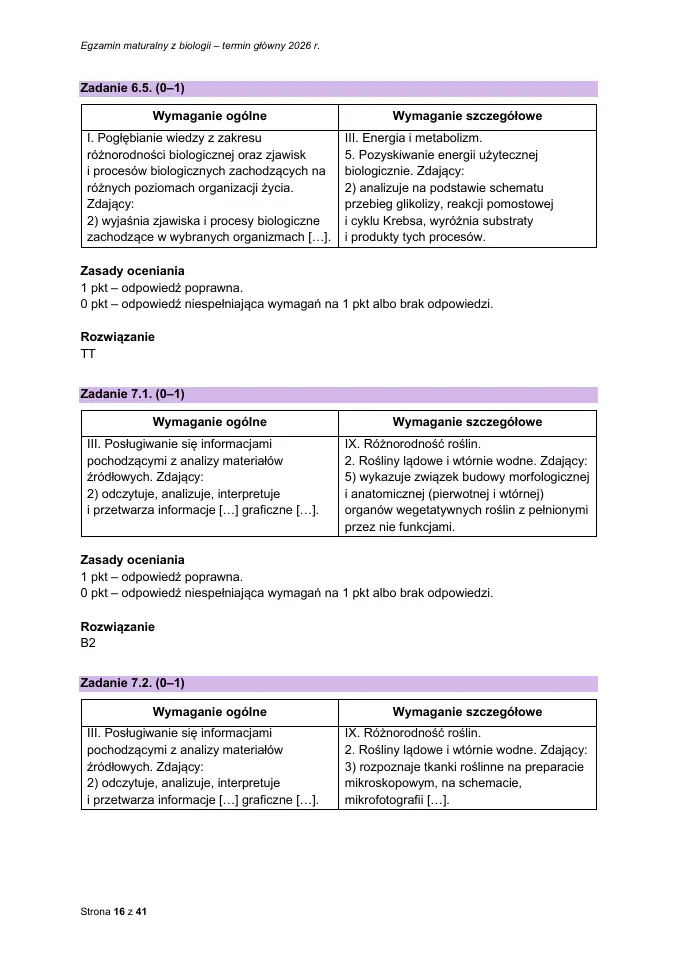 Egzamin maturalny z biologii – termin główny 2026 r.
Zadanie 6.5. (0–1)
Wymaganie ogólne
Wymaganie szczegółowe
I. Pogłębianie wiedzy z zakresu
różnorodności biologicznej oraz zjawisk
i procesów biologicznych zachodzących na
różnych poziomach organizacji życia.
Zdający:
2) wyjaśnia zjawiska i procesy biologiczne
zachodzące w wybranych organizmach […].
III. Energia i metabolizm.
5. Pozyskiwanie energii użytecznej
biologicznie. Zdający:
2) analizuje na podstawie schematu
przebieg glikolizy, reakcji pomostowej
i cyklu Krebsa, wyróżnia substraty
i produkty tych procesów.
Zasady oceniania
1 pkt – odpowiedź poprawna.
0 pkt – odpowiedź niespełniająca wymagań na 1 pkt albo brak odpowiedzi.
Rozwiązanie
TT
Zadanie 7.1. (0–1)
Wymaganie ogólne
Wymaganie szczegółowe
III. Posługiwanie się informacjami
pochodzącymi z analizy materiałów
źródłowych. Zdający:
2) odczytuje, analizuje, interpretuje
i przetwarza informacje […] graficzne […].
IX. Różnorodność roślin.
2. Rośliny lądowe i wtórnie wodne. Zdający:
5) wykazuje związek budowy morfologicznej
i anatomicznej (pierwotnej i wtórnej)
organów wegetatywnych roślin z pełnionymi
przez nie funkcjami.
Zasady oceniania
1 pkt – odpowiedź poprawna.
0 pkt – odpowiedź niespełniająca wymagań na 1 pkt albo brak odpowiedzi.
Rozwiązanie
B2
Zadanie 7.2. (0–1)
Wymaganie ogólne
Wymaganie szczegółowe
III. Posługiwanie się informacjami
pochodzącymi z analizy materiałów
źródłowych. Zdający:
2) odczytuje, analizuje, interpretuje
i przetwarza informacje […] graficzne […].
IX. Różnorodność roślin.
2. Rośliny lądowe i wtórnie wodne. Zdający:
3) rozpoznaje tkanki roślinne na preparacie
mikroskopowym, na schemacie,
mikrofotografii […].
Strona 16 z 41